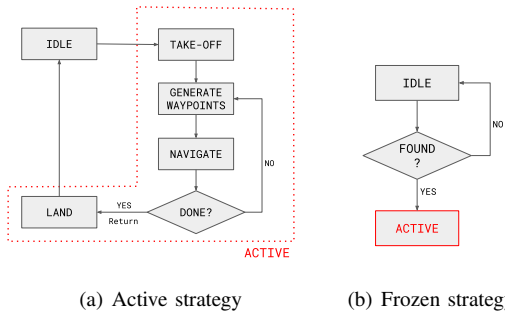 IDLE
TAKE-OFF
GENERATE
WAYPOINTS
NAVIGATE
NO
DONE?
YES
Return
LAND
ACTIVE
(a) Active strategy
IDLE
NO
FOUND
?
YES
ACTIVE
(b) Frozen strateg